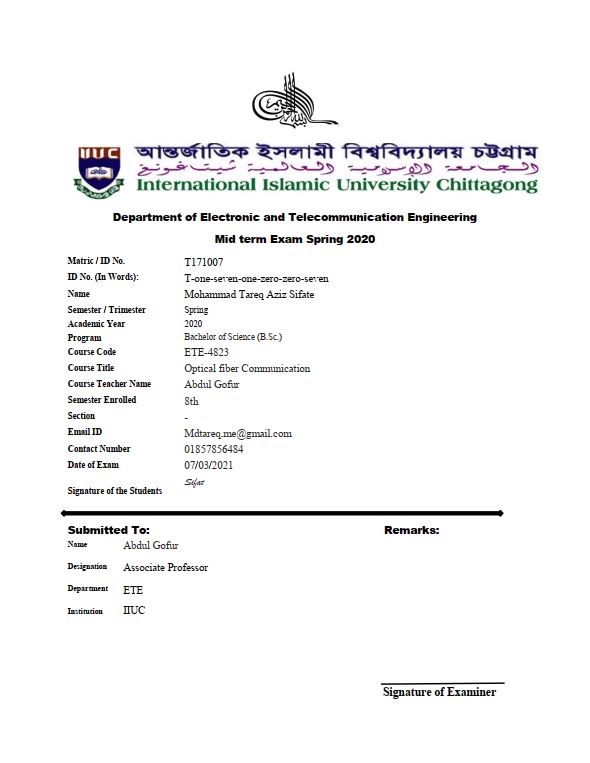 আন্তর্জাতিক ইসলামী বিশ্ববিদ্যালয় চট্টগ্রাম
IIUC
الجامعة الإسلامية العالمية شيتاغونغ
International Islamic University Chittagong
Department of Electronic and Telecommunication Engineering
Mid term Exam Spring 2020
Matric / ID No. T171007
ID No. (In Words): T-one-seven-one-zero-zero-seven
Name Mohammad Tareq Aziz Sifate
Semester / Trimester Spring
Academic Year 2020
Program Bachelor of Science (B.Sc.)
Course Code ETE-4823
Course Title Optical fiber Communication
Course Teacher Name Abdul Gofur
Semester Enrolled 8th
Section -
Email ID Mdtareq.me@gmail.com
Contact Number 01857856484
Date of Exam 07/03/2021
Signature of the Students Sifat
Submitted To: Remarks:
Name Abdul Gofur
Designation Associate Professor
Department ETE
Institution IIUC
Signature of Examiner